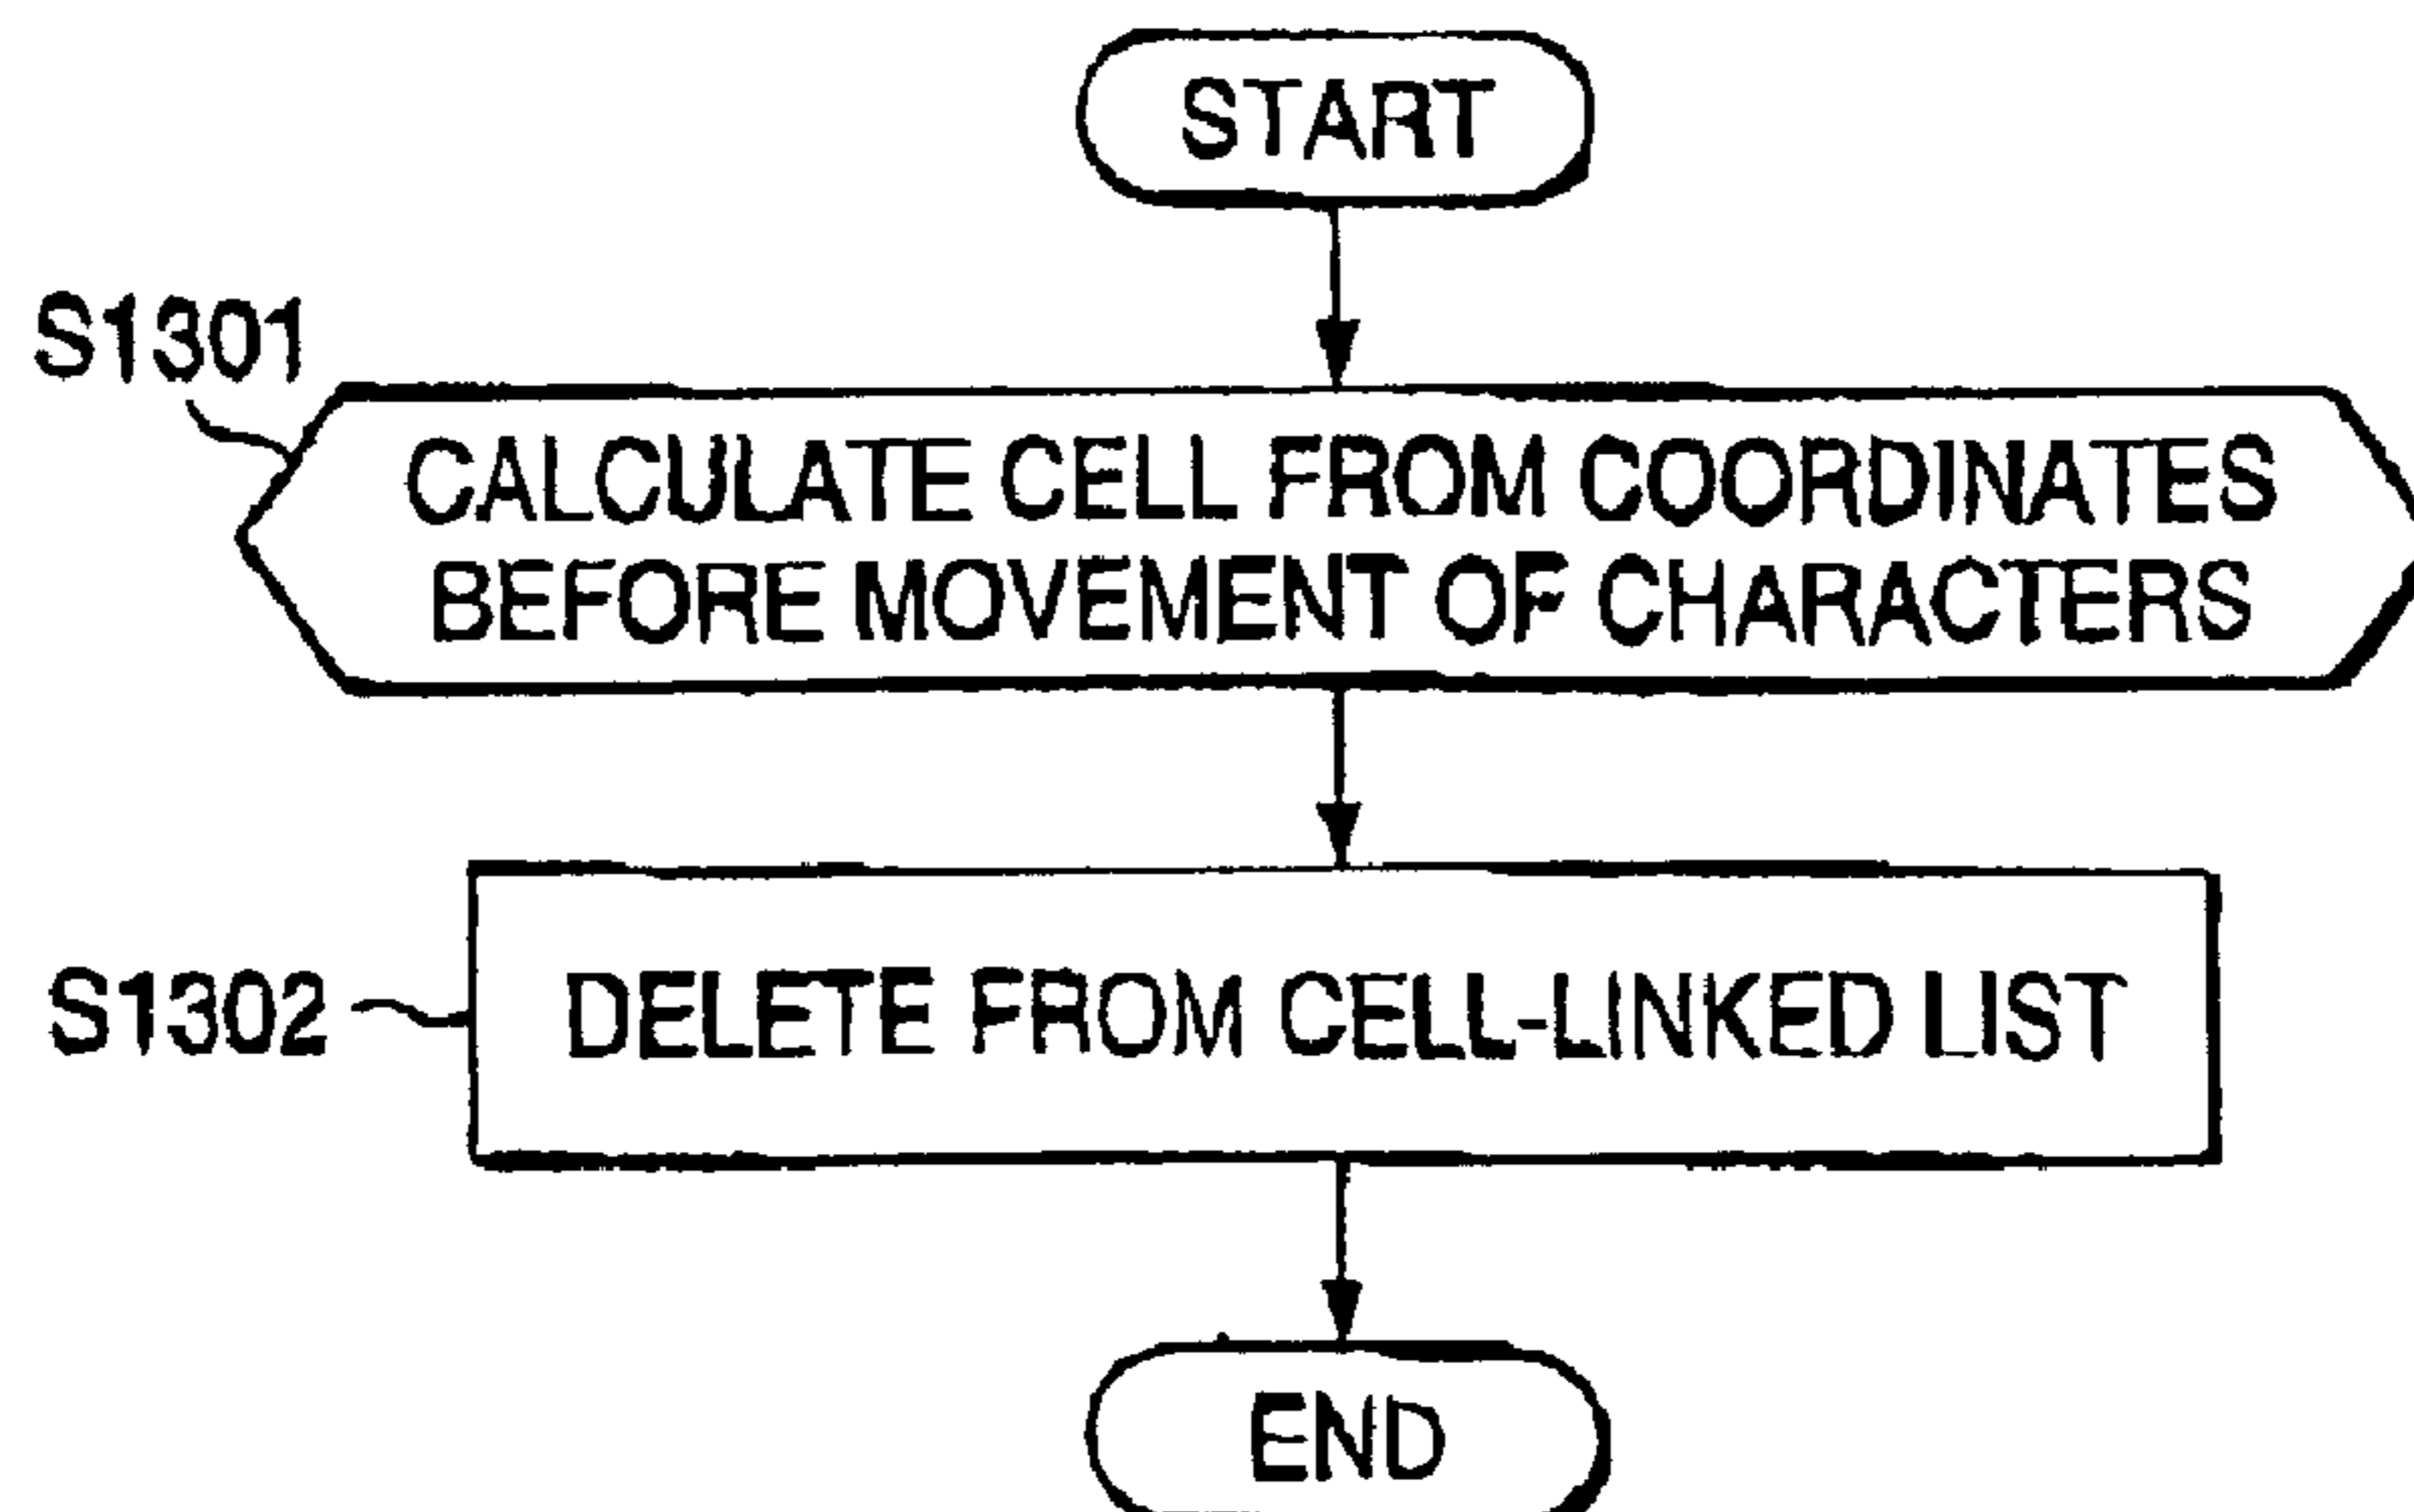 START
S1301
CALCULATE CELL FROM COORDINATES
BEFORE MOVEMENT OF CHARACTERS
S1302
DELETE FROM CELL-LINKED LIST
END